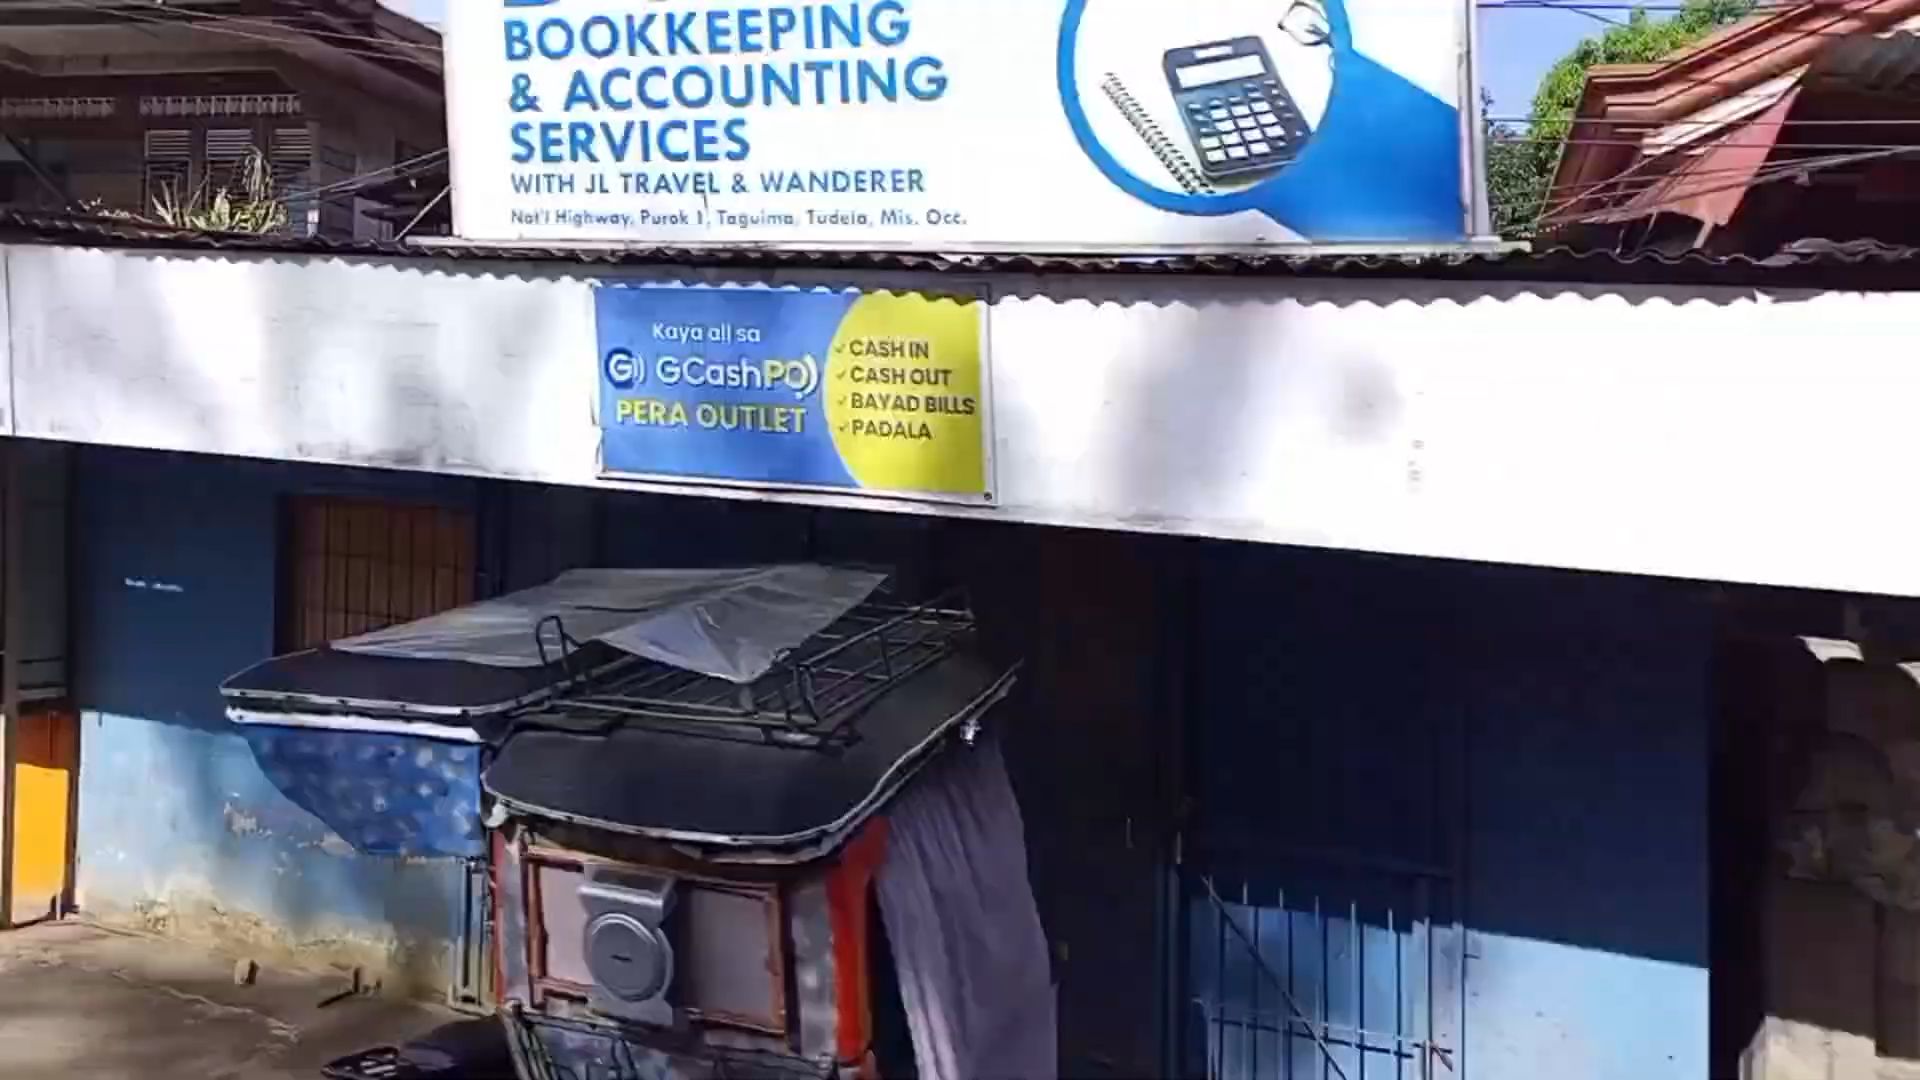 BOOKKEEPING
& ACCOUNTING
SERVICES
WITH JL TRAVEL & WANDERER
Nat'l Highway, Purok 1, Taguima, Tudela, Mis. Occ.
Kaya all sa
G GCashPO
PERA OUTLET
CASH IN
CASH OUT
BAYAD BILLS
PADALA